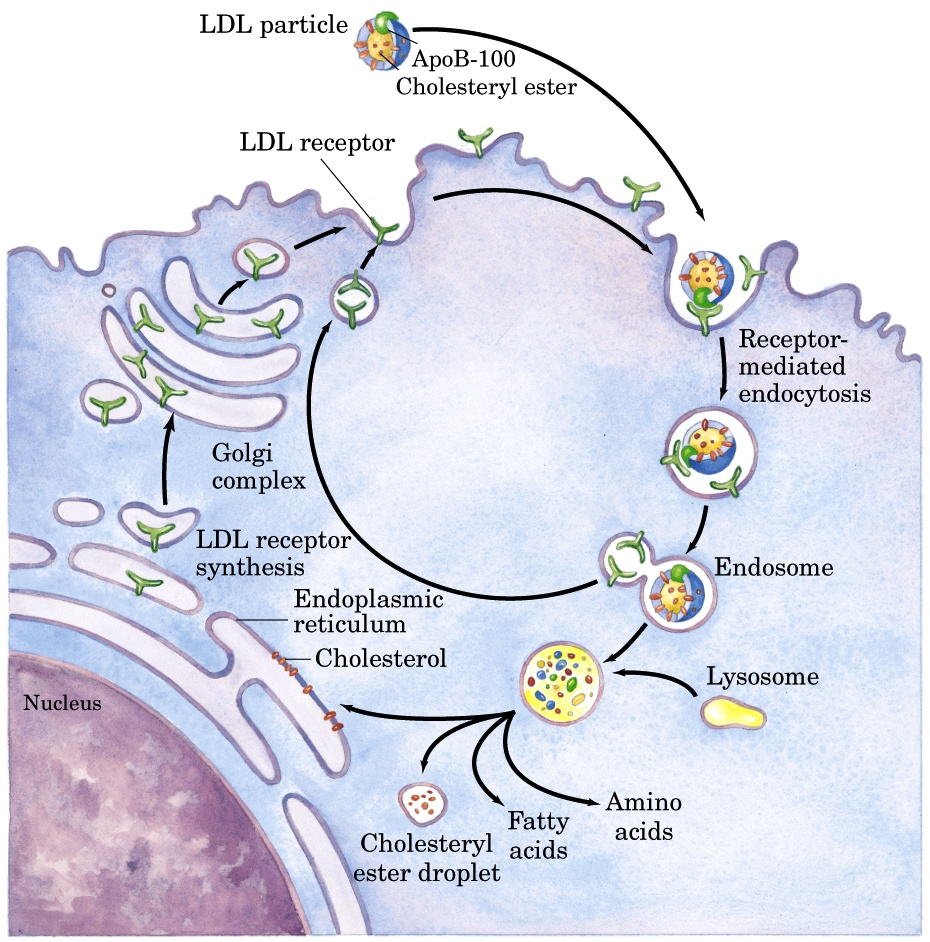 LDL particle
ApoB-100
Cholesteryl ester
LDL receptor
Receptor-
mediated
endocytosis
Golgi
complex
LDL receptor
synthesis
Endosome
Endoplasmic
reticulum
Cholesterol
Lysosome
Nucleus
Amino
acids
Fatty
acids
Cholesteryl
ester droplet